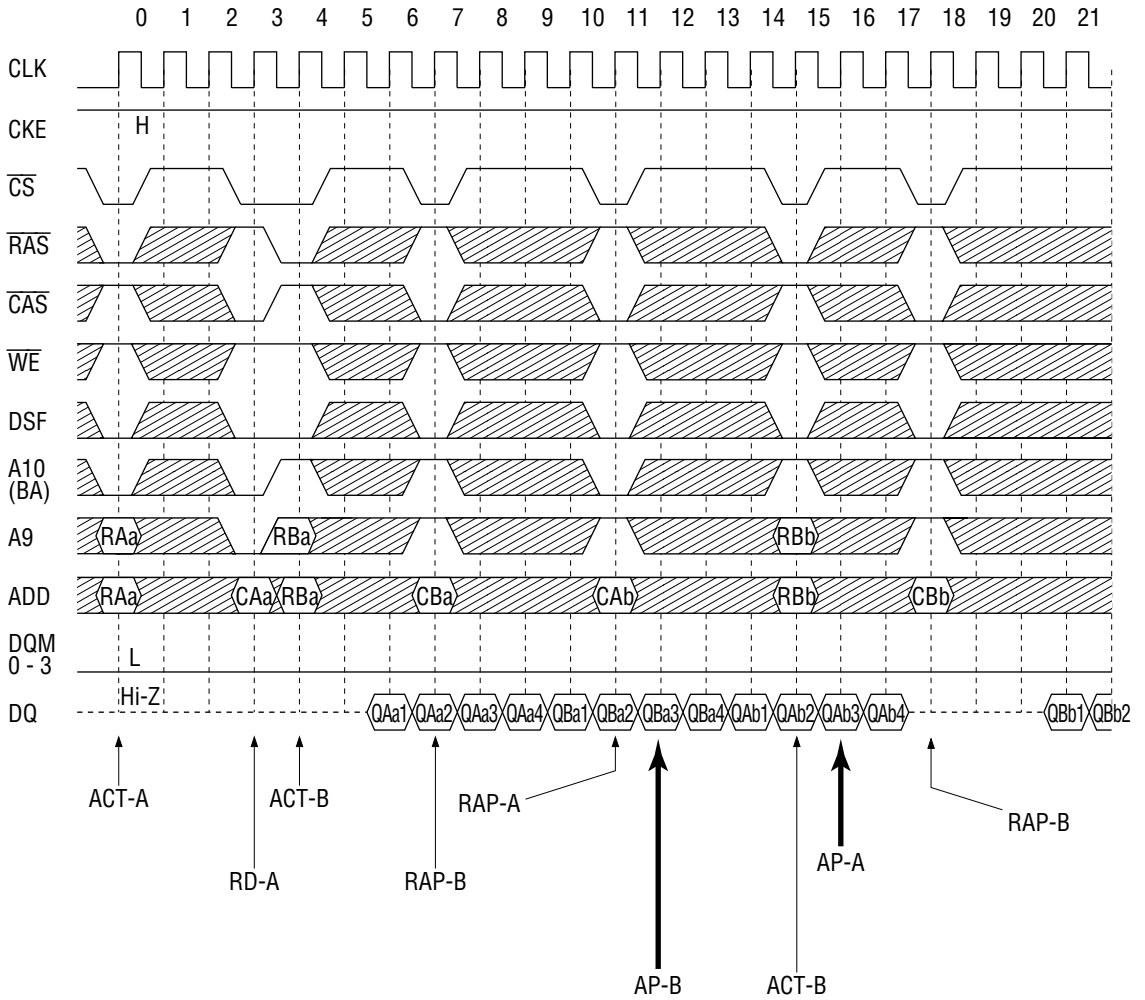 0 1 2 3 4 5 6 7 8 9 10 11 12 13 14 15 16 17 18 19 20 21
CLK
CKE H
CS
RAS
CAS
WE
DSF
A10
(BA)
A9 RAa RBa RBb
ADD RAa CAa RBa CBa CAb RBb CBb
DQM
0 - 3 L
Hi-Z
DQ QAa1 QAa2 QAa3 QAa4 QBa1 QBa2 QBa3 QBa4 QAb1 QAb2 QAb3 QAb4 QBb1 QBb2
ACT-A ACT-B RAP-A RAP-B
AP-A
RD-A RAP-B
AP-B ACT-B